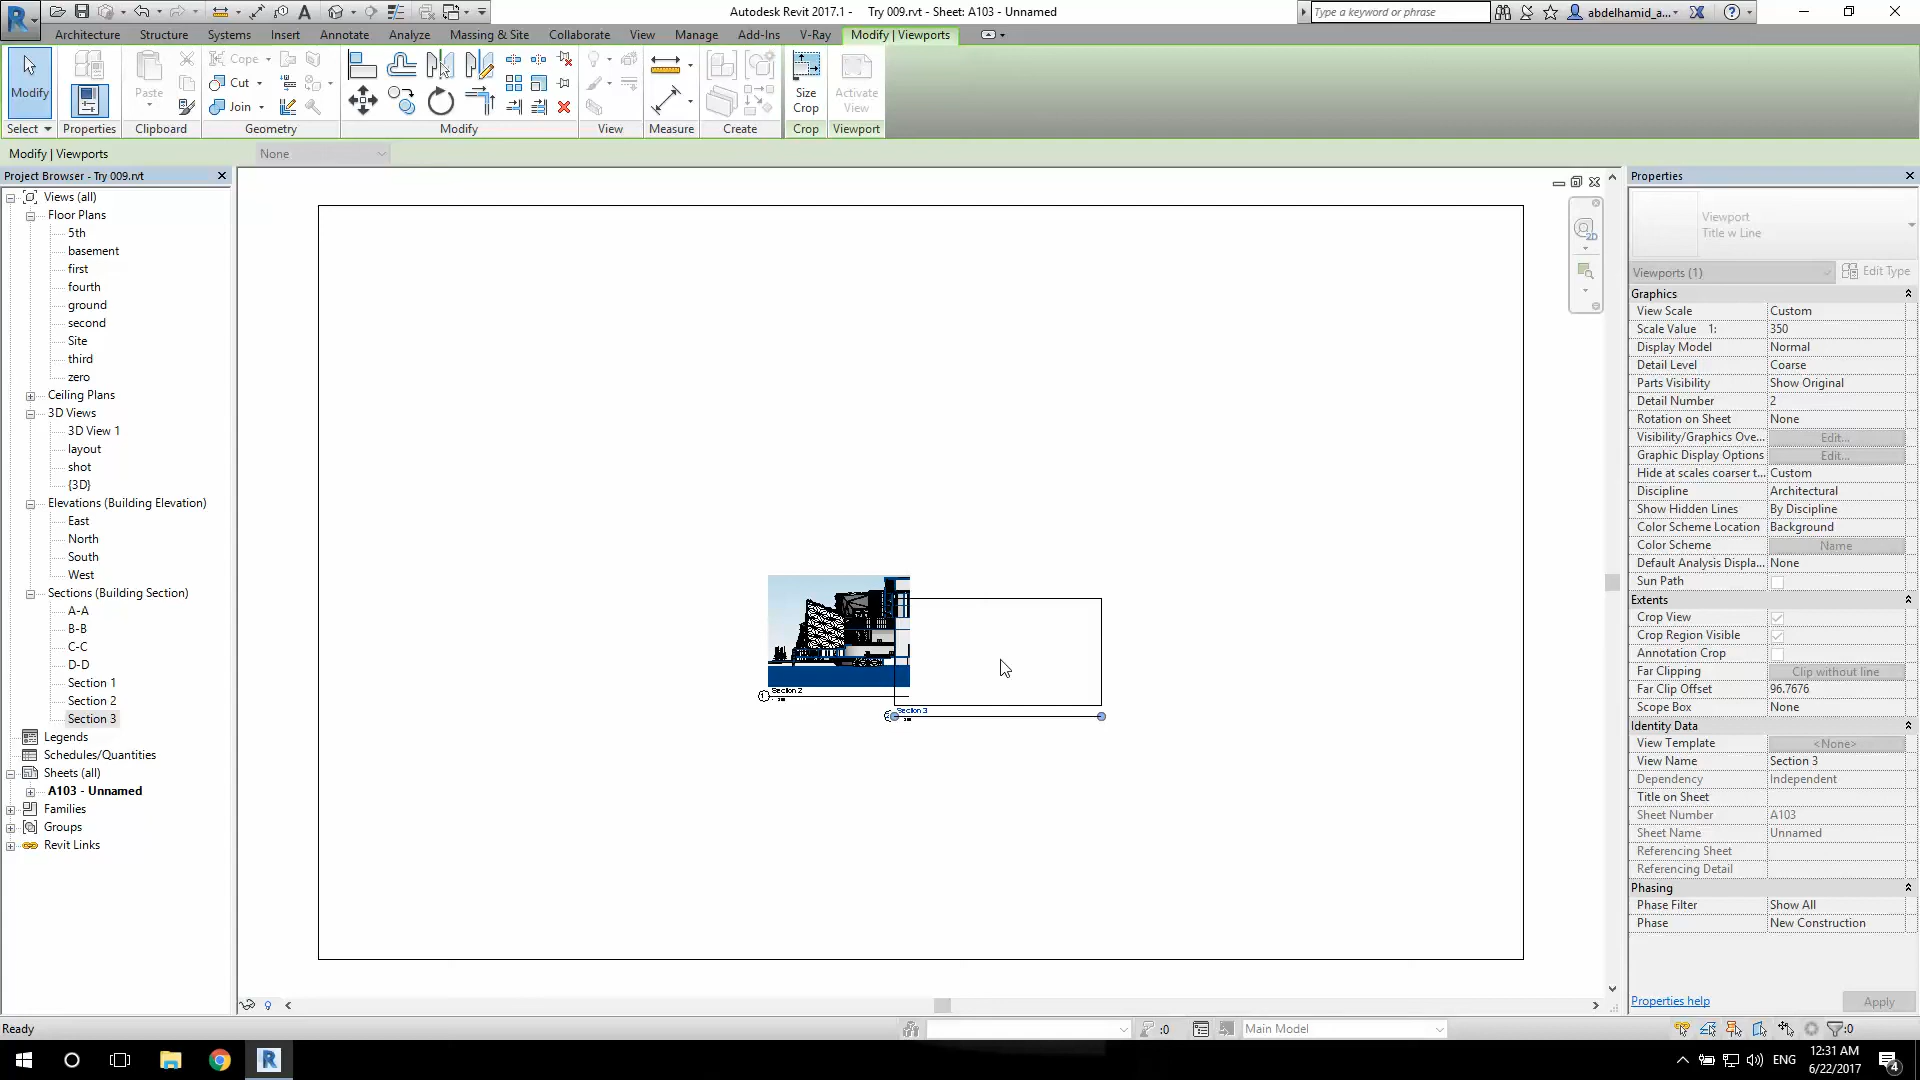 Autodesk Revit 2017.1 - Try 009.rvt - Sheet: A103 - Unnamed
Type a keyword or phrase
abdelhamid_a...
Architecture Structure Systems Insert Annotate Analyze Massing & Site Collaborate View Manage Add-Ins V-Ray Modify | Viewports
Modify
Paste
Cope
Cut
Join
Size Crop
Activate View
Select Properties Clipboard Geometry Modify View Measure Create Crop Viewport
Modify | Viewports
None
Project Browser - Try 009.rvt
Views (all)
Floor Plans
5th
basement
first
fourth
ground
second
Site
third
zero
Ceiling Plans
3D Views
3D View 1
layout
shot
{3D}
Elevations (Building Elevation)
East
North
South
West
Sections (Building Section)
A-A
B-B
C-C
D-D
Section 1
Section 2
Section 3
Legends
Schedules/Quantities
Sheets (all)
A103 - Unnamed
Families
Groups
Revit Links
2D
1
Section 2
Section 3
Properties
Viewport
Title w Line
Viewports (1)
Edit Type
Graphics
View Scale Custom
Scale Value 1: 350
Display Model Normal
Detail Level Coarse
Parts Visibility Show Original
Detail Number 2
Rotation on Sheet None
Visibility/Graphics Ove... Edit...
Graphic Display Options Edit...
Hide at scales coarser t... Custom
Discipline Architectural
Show Hidden Lines By Discipline
Color Scheme Location Background
Color Scheme Name
Default Analysis Displa... None
Sun Path
Extents
Crop View
Crop Region Visible
Annotation Crop
Far Clipping Clip without line
Far Clip Offset 96.7676
Scope Box None
Identity Data
View Template <None>
View Name Section 3
Dependency Independent
Title on Sheet
Sheet Number A103
Sheet Name Unnamed
Referencing Sheet
Referencing Detail
Phasing
Phase Filter Show All
Phase New Construction
Properties help
Apply
Ready
:0
Main Model
:0
ENG
12:31 AM
6/22/2017
4